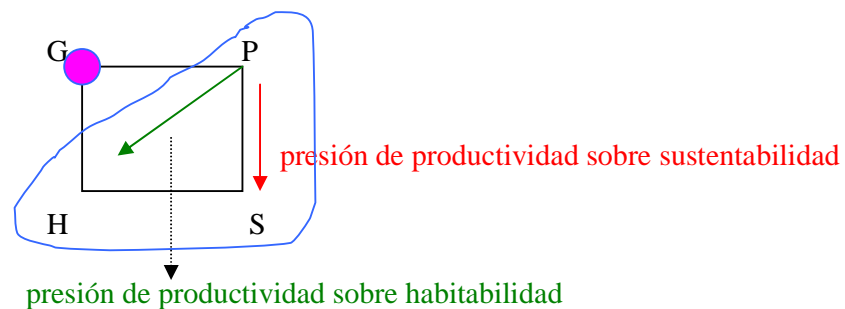 G P
presión de productividad sobre sustentabilidad
H S
presión de productividad sobre habitabilidad